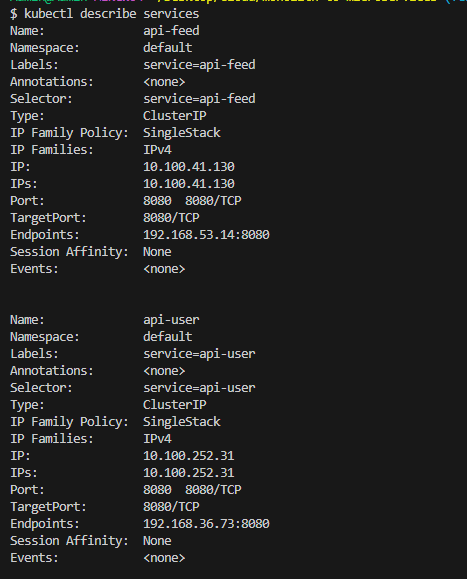 $ kubectl describe services
Name:              api-feed
Namespace:         default
Labels:            service=api-feed
Annotations:       <none>
Selector:          service=api-feed
Type:              ClusterIP
IP Family Policy:  SingleStack
IP Families:       IPv4
IP:                10.100.41.130
IPs:               10.100.41.130
Port:              8080  8080/TCP
TargetPort:        8080/TCP
Endpoints:         192.168.53.14:8080
Session Affinity:  None
Events:            <none>
Name:              api-user
Namespace:         default
Labels:            service=api-user
Annotations:       <none>
Selector:          service=api-user
Type:              ClusterIP
IP Family Policy:  SingleStack
IP Families:       IPv4
IP:                10.100.252.31
IPs:               10.100.252.31
Port:              8080  8080/TCP
TargetPort:        8080/TCP
Endpoints:         192.168.36.73:8080
Session Affinity:  None
Events:            <none>